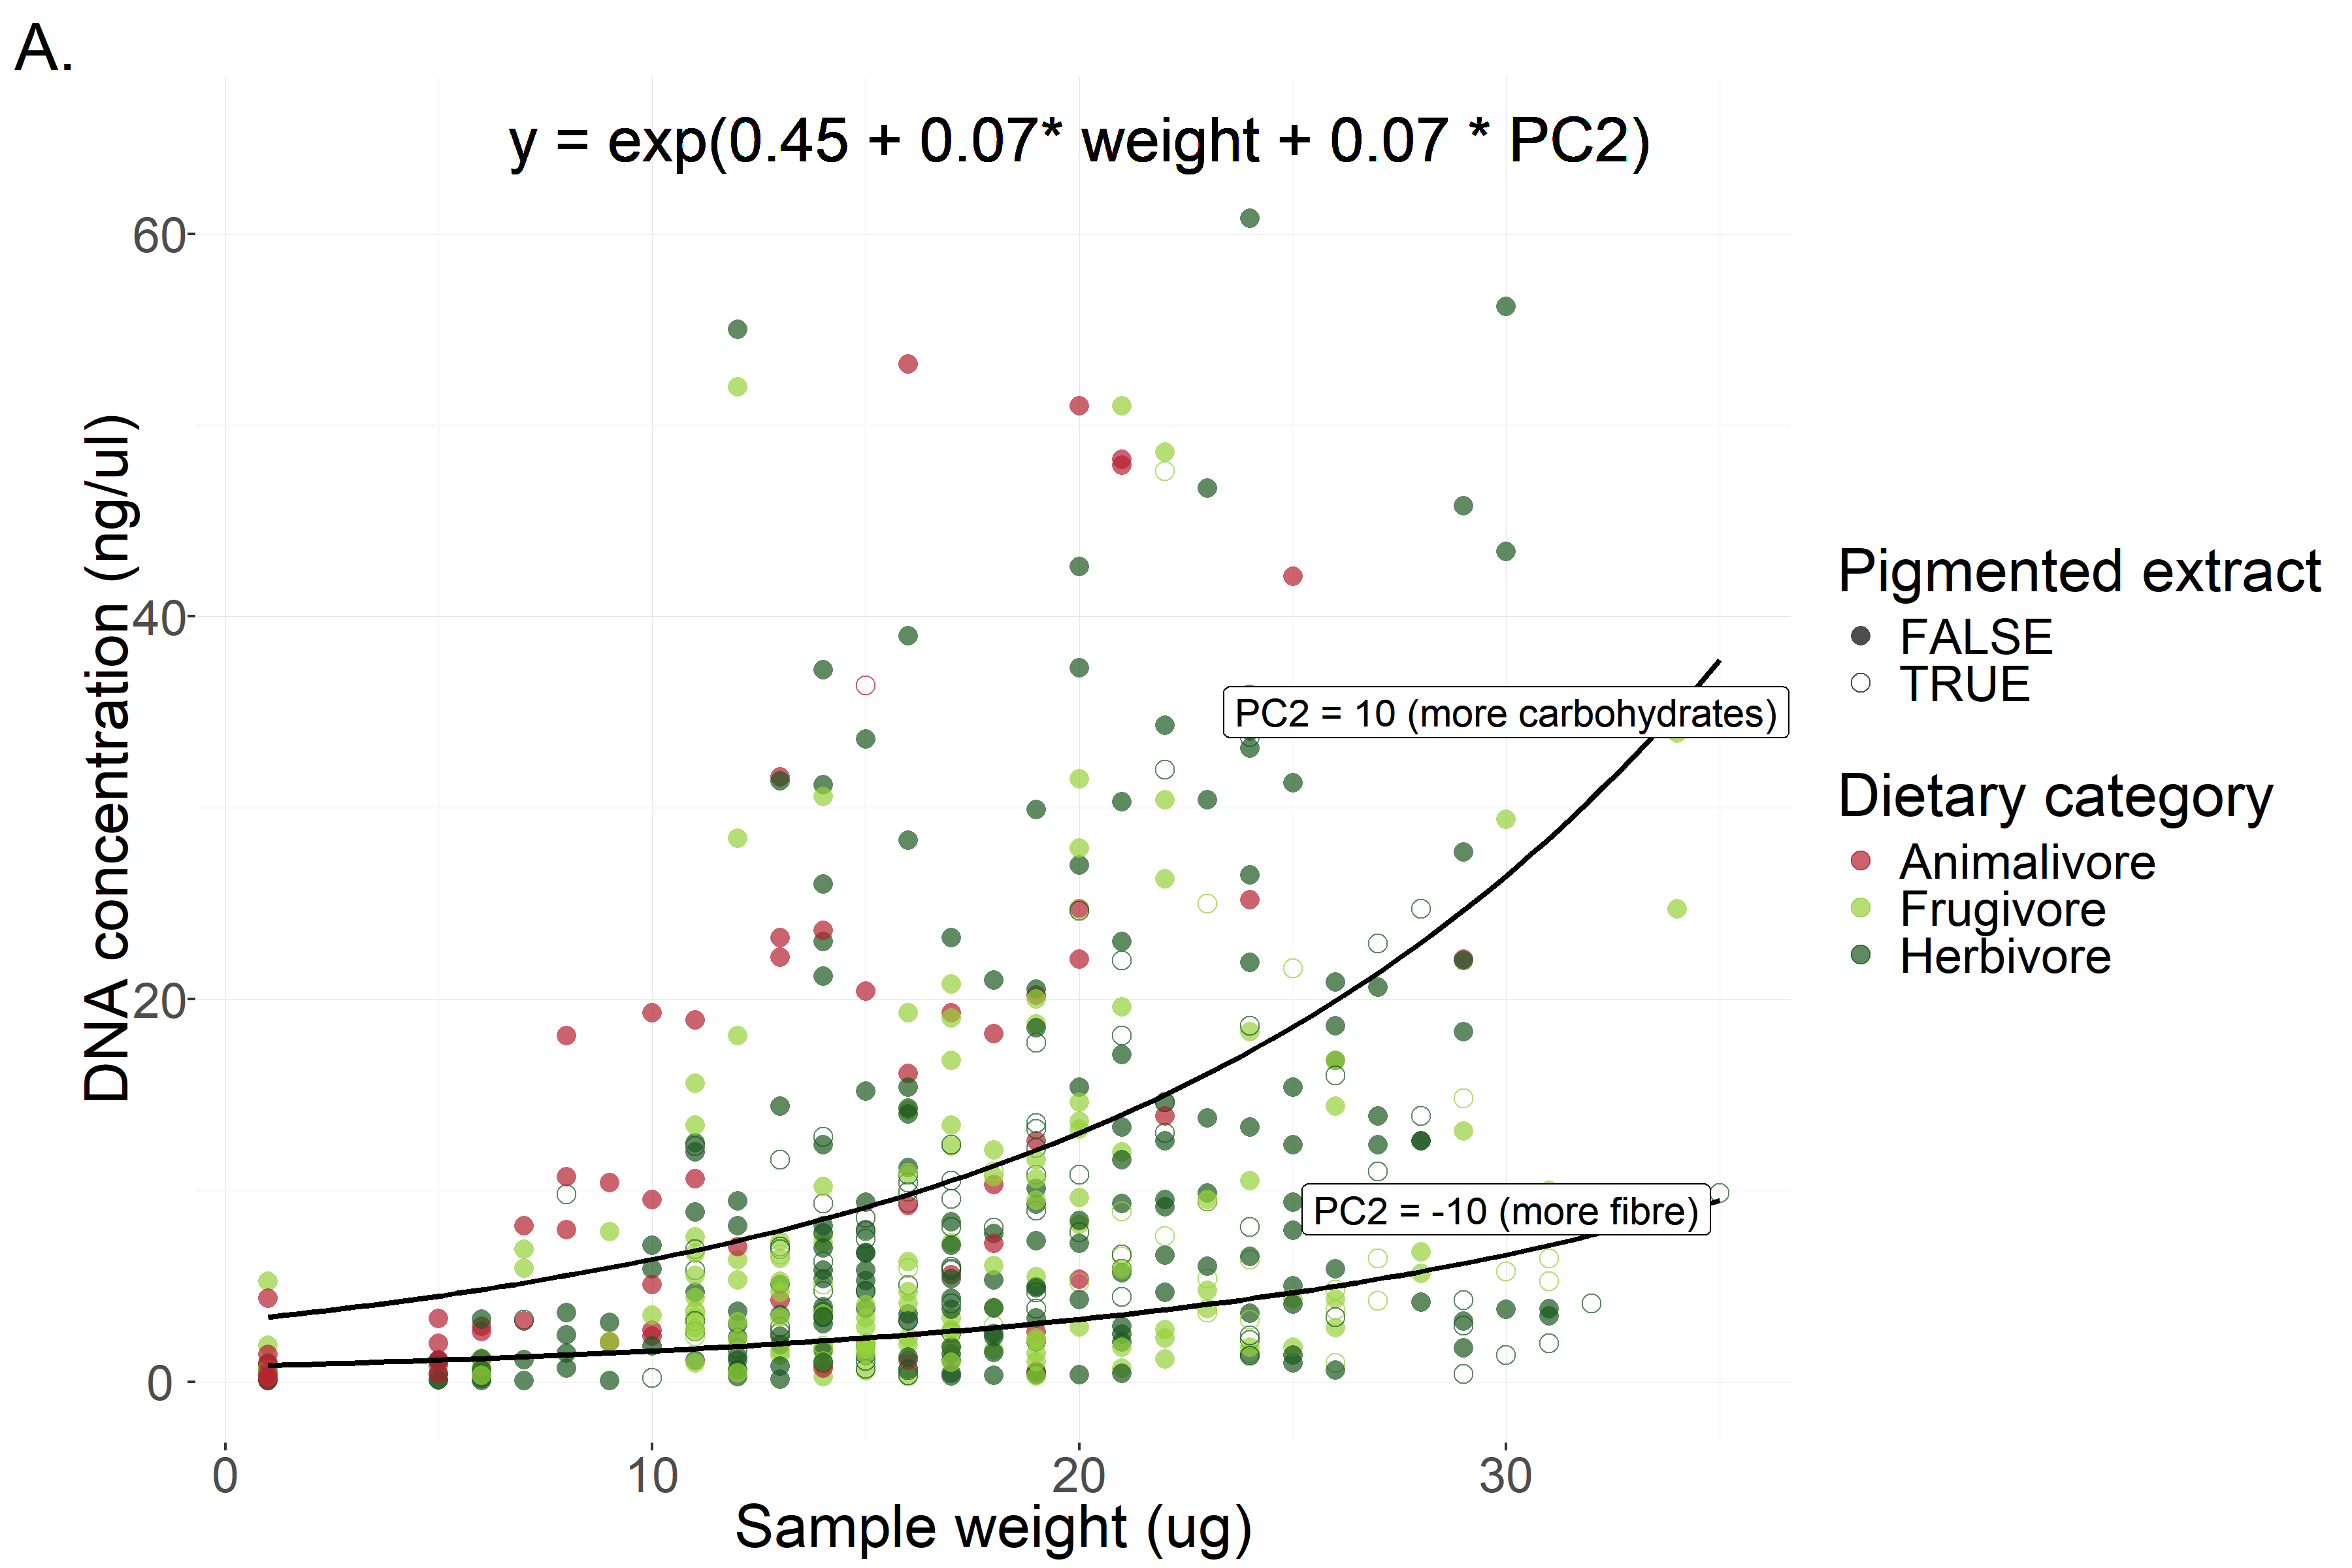 A.
y = exp(0.45 + 0.07* weight + 0.07 * PC2)
DNA concentration (ng/ul)
60
40
20
0
PC2 = 10 (more carbohydrates)
PC2 = -10 (more fibre)
0 10 20 30
Sample weight (ug)
Pigmented extract
FALSE
TRUE
Dietary category
Animalivore
Frugivore
Herbivore